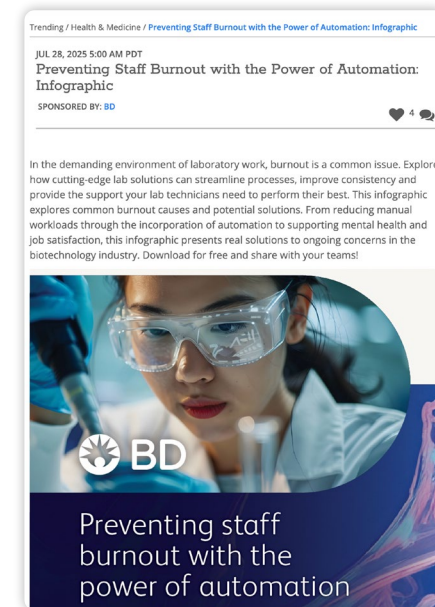 Trending / Health & Medicine / Preventing Staff Burnout with the Power of Automation: Infographic
JUL 28, 2025 5:00 AM PDT
Preventing Staff Burnout with the Power of Automation:
Infographic
SPONSORED BY: BD
4
In the demanding environment of laboratory work, burnout is a common issue. Explore
how cutting-edge lab solutions can streamline processes, improve consistency and
provide the support your lab technicians need to perform their best. This infographic
explores common burnout causes and potential solutions. From reducing manual
workloads through the incorporation of automation to supporting mental health and
job satisfaction, this infographic presents real solutions to ongoing concerns in the
biotechnology industry. Download for free and share with your teams!
BD
Preventing staff
burnout with the
power of automation